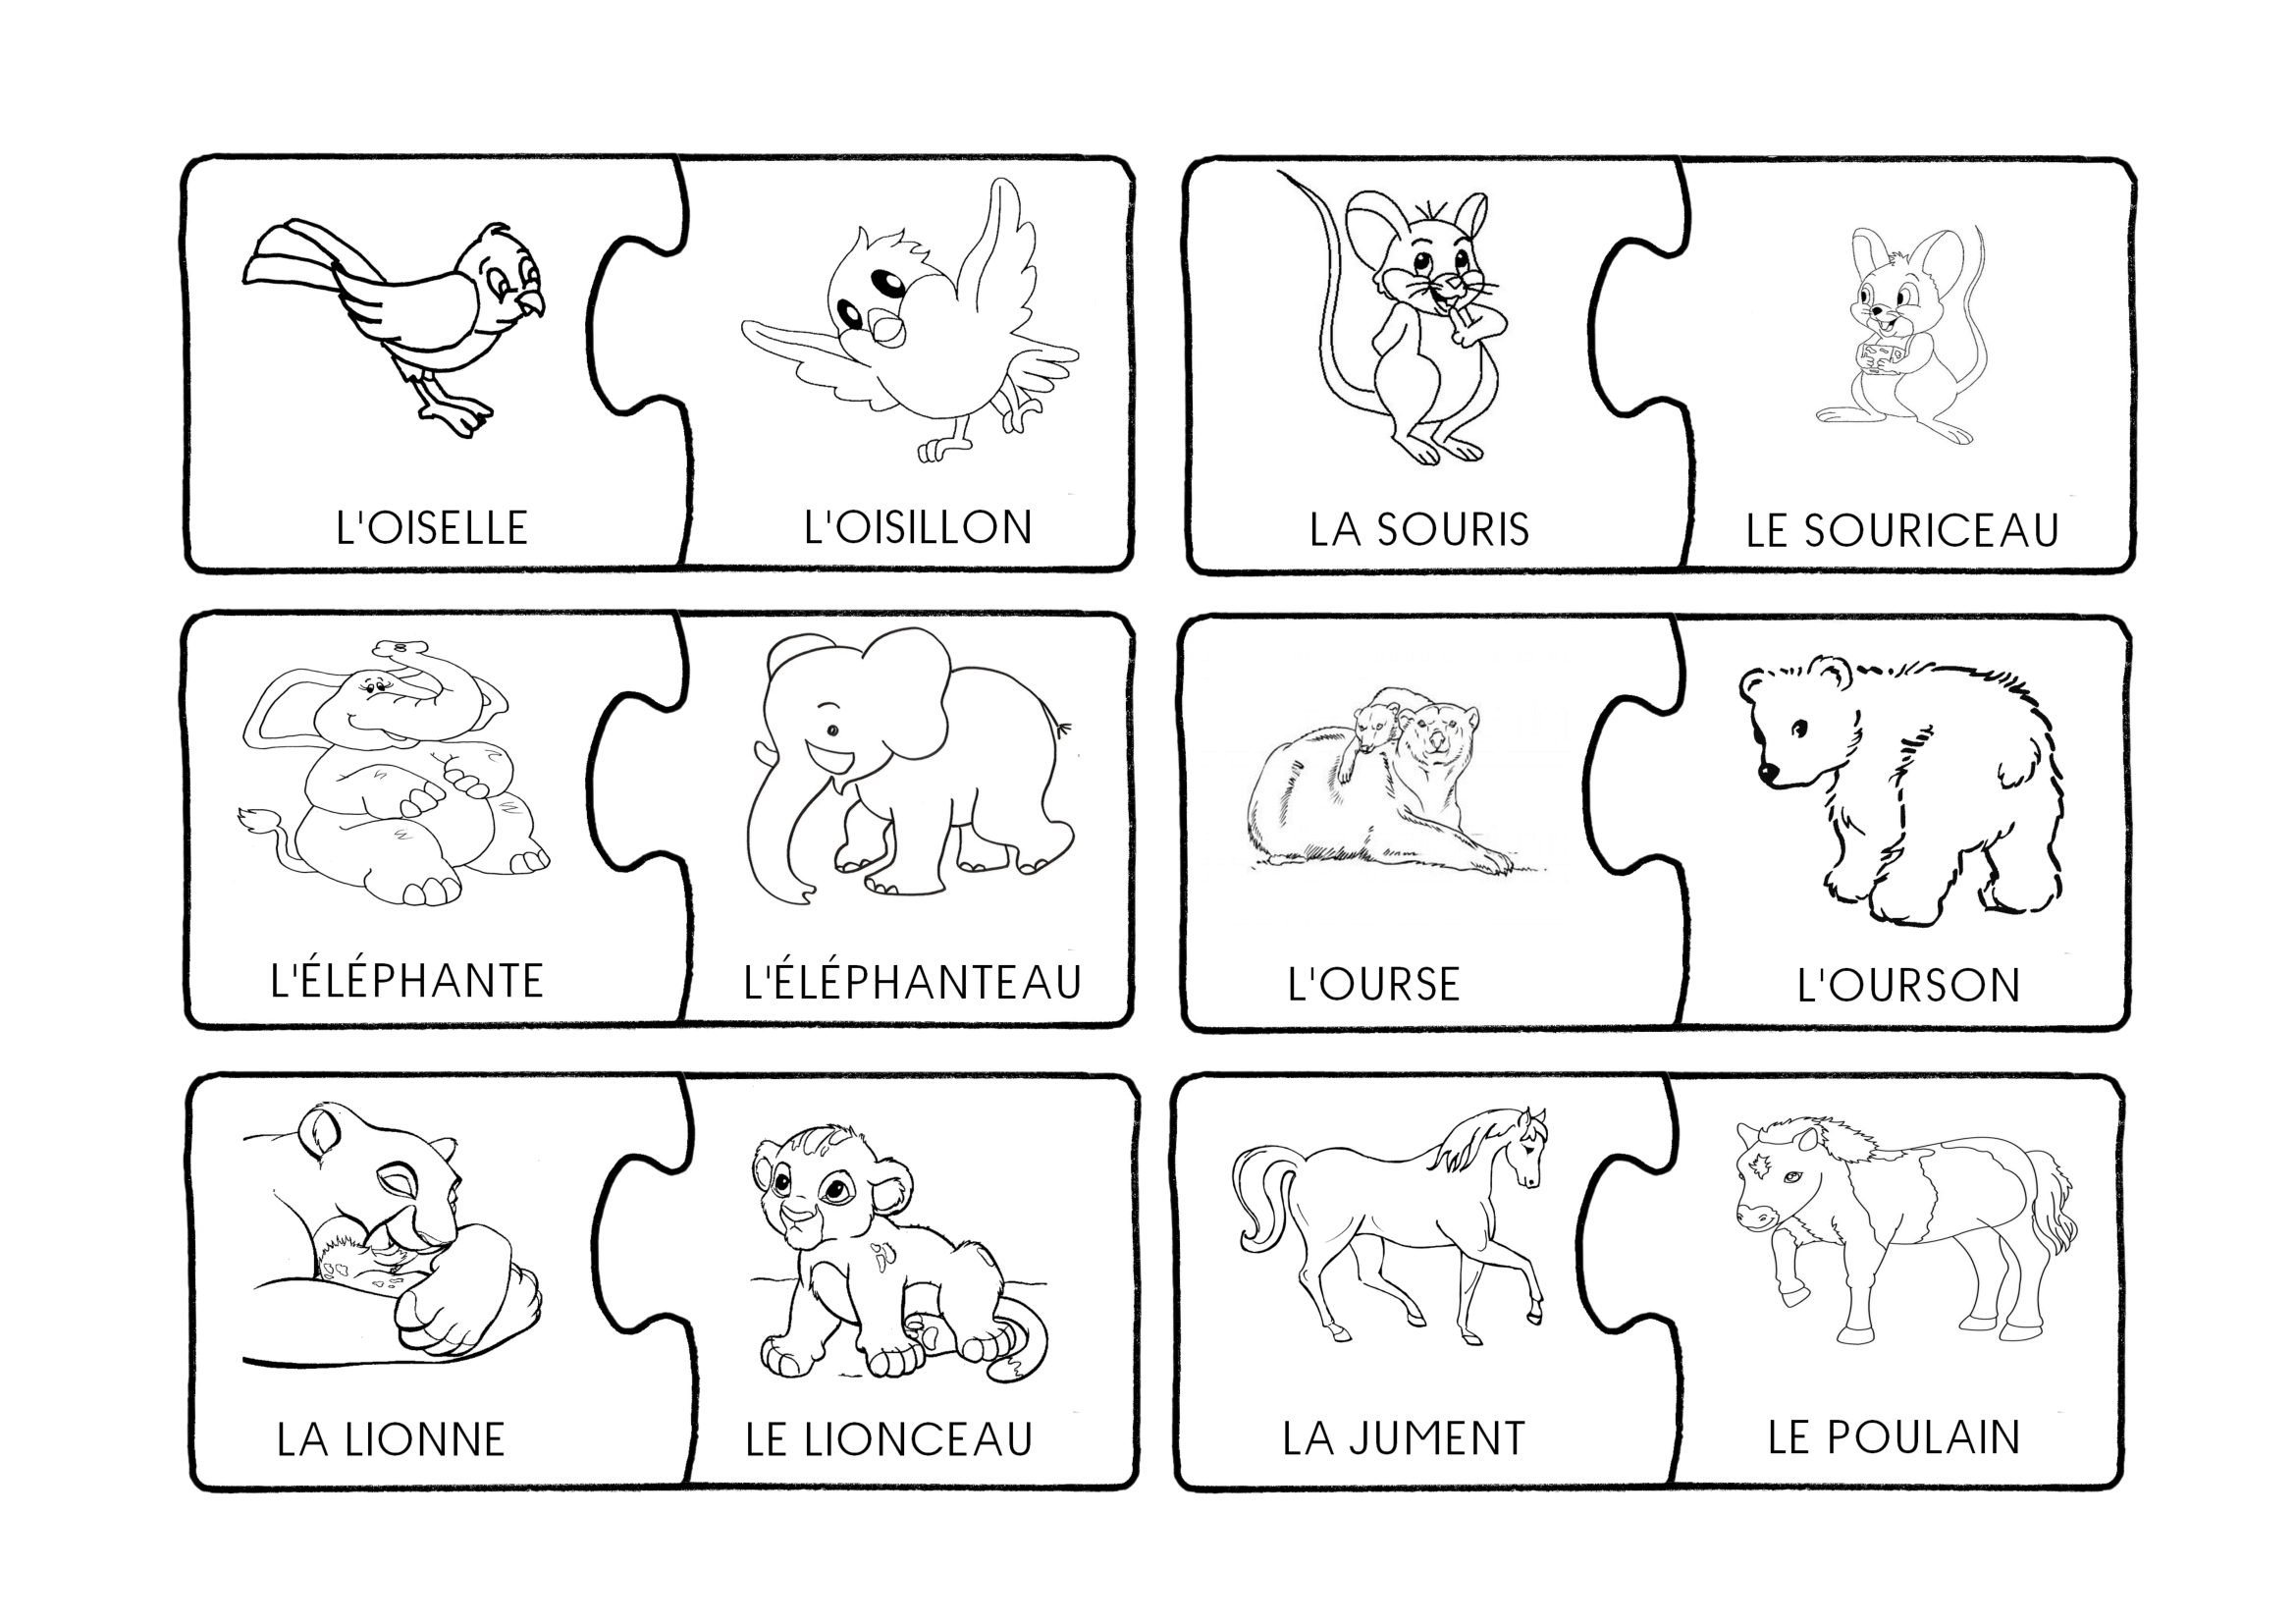 L'OISELLE
L'OISILLON
LA SOURIS
LE SOURICEAU
L'ÉLÉPHANTE
L'ÉLÉPHANTEAU
L'OURSE
L'OURSON
LA LIONNE
LE LIONCEAU
LA JUMENT
LE POULAIN